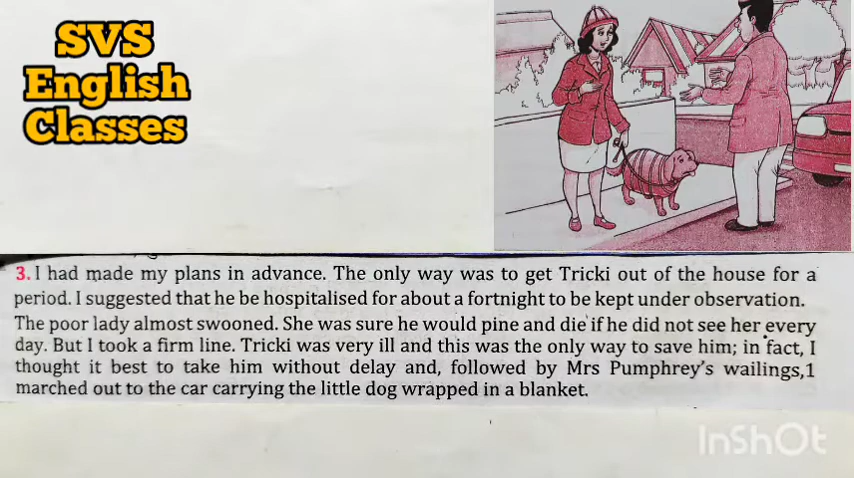 SVS
English
Classes
3. I had made my plans in advance. The only way was to get Tricki out of the house for a
period. I suggested that he be hospitalised for about a fortnight to be kept under observation.
The poor lady almost swooned. She was sure he would pine and die if he did not see her every
day. But I took a firm line. Tricki was very ill and this was the only way to save him; in fact, I
thought it best to take him without delay and, followed by Mrs Pumphrey's wailings,1
marched out to the car carrying the little dog wrapped in a blanket.
InShOt